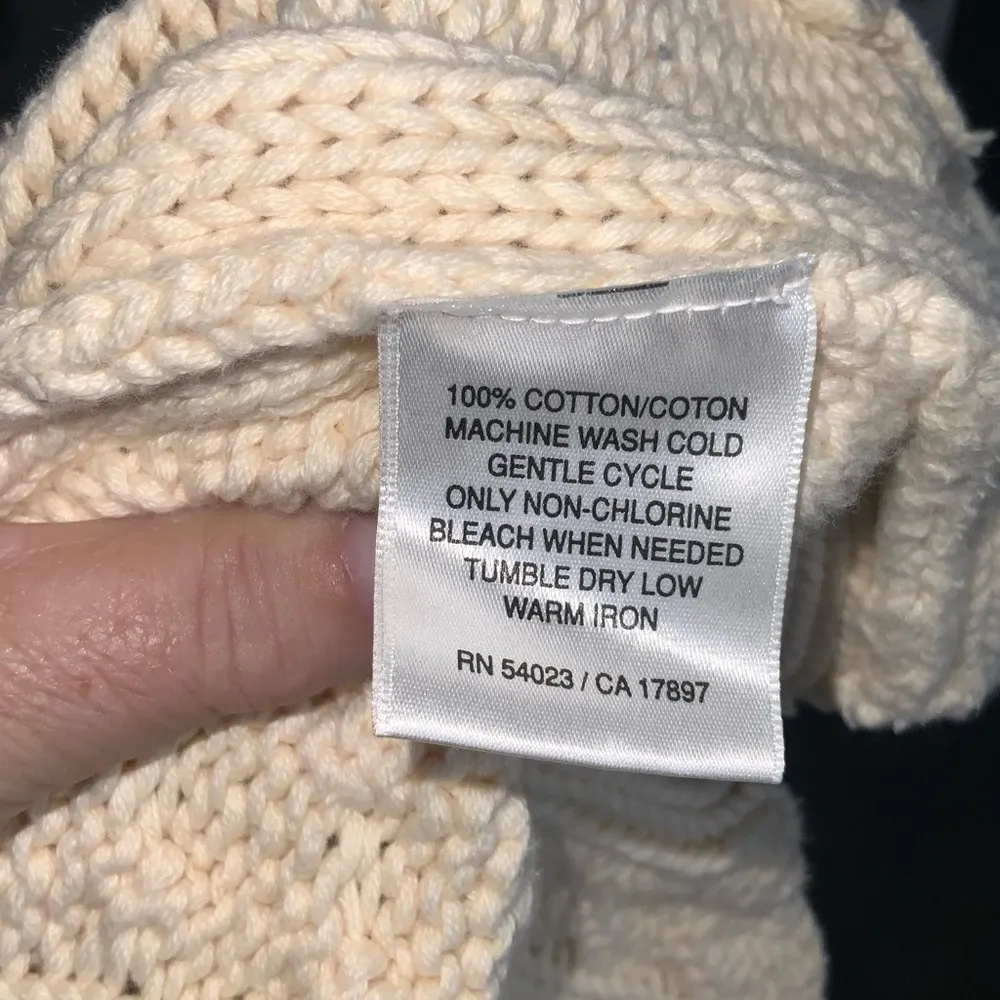 100% COTTON/COTON
MACHINE WASH COLD
GENTLE CYCLE
ONLY NON-CHLORINE
BLEACH WHEN NEEDED
TUMBLE DRY LOW
WARM IRON
RN 54023 / CA 17897